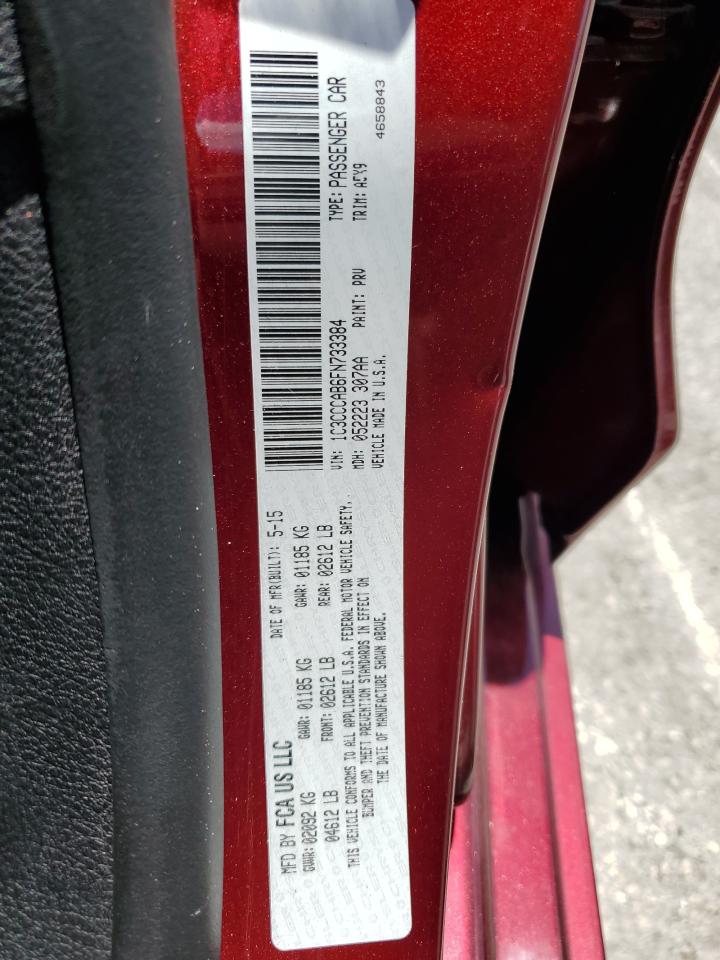 MFD BY FCA US LLC
DATE OF MFR(BUILT): 5-15
GVWR: 02092 KG
GAWR: 01185 KG
GAWR: 01185 KG
04612 LB
FRONT: 02612 LB
REAR: 02612 LB
THIS VEHICLE CONFORMS TO ALL APPLICABLE U.S.A. FEDERAL MOTOR VEHICLE SAFETY,
BUMPER AND THEFT PREVENTION STANDARDS IN EFFECT ON
THE DATE OF MANUFACTURE SHOWN ABOVE.
VIN: 1C3CCCAB6FN733384
TYPE: PASSENGER CAR
MDH: 052223 307AA
PAINT: PRV
TRIM: A5X9
VEHICLE MADE IN U.S.A.
4658843